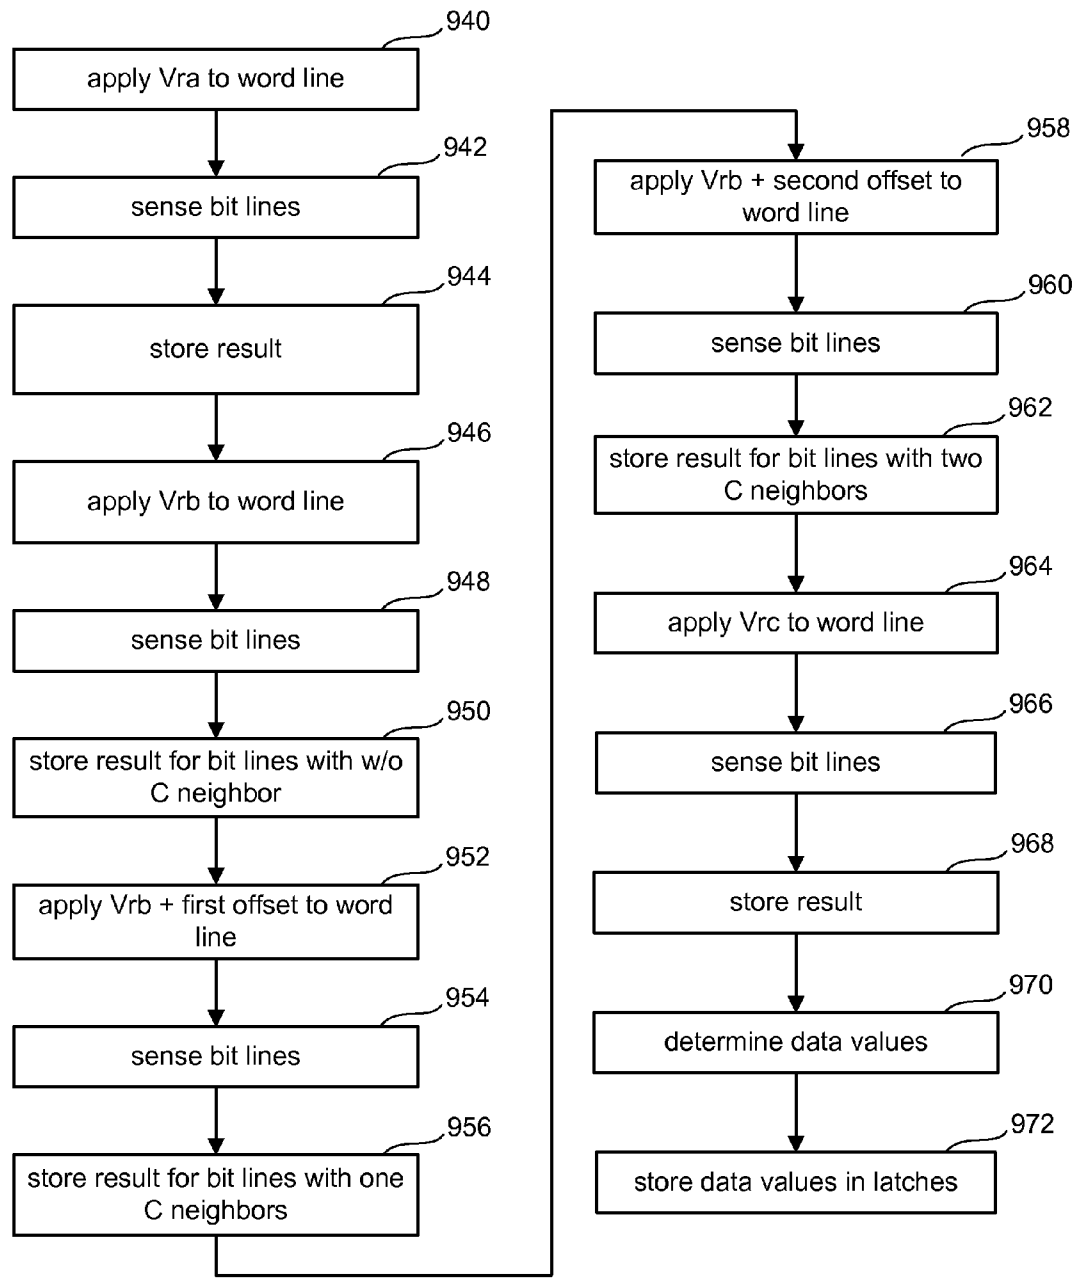 940
apply Vra to word line
942
sense bit lines
944
store result
946
apply Vrb to word line
948
sense bit lines
950
store result for bit lines with w/o
C neighbor
952
apply Vrb + first offset to word
line
954
sense bit lines
956
store result for bit lines with one
C neighbors
958
apply Vrb + second offset to
word line
960
sense bit lines
962
store result for bit lines with two
C neighbors
964
apply Vrc to word line
966
sense bit lines
968
store result
970
determine data values
972
store data values in latches